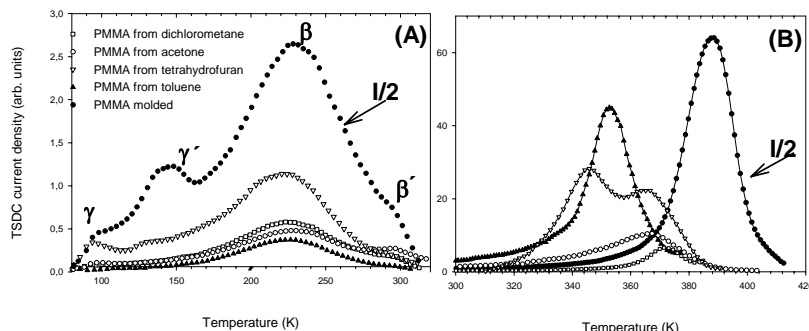 3,0
2,5
2,0
1,5
1,0
0,5
0,0
TSDC current density (arb. units)
PMMA from dichlorometane
PMMA from acetone
PMMA from tetrahydrofuran
PMMA from toluene
PMMA molded
(A)
β
I/2
γ´
β´
γ
100 150 200 250 300
Temperature (K)
60
40
20
0
(B)
I/2
300 320 340 360 380 400 420
Temperature (K)